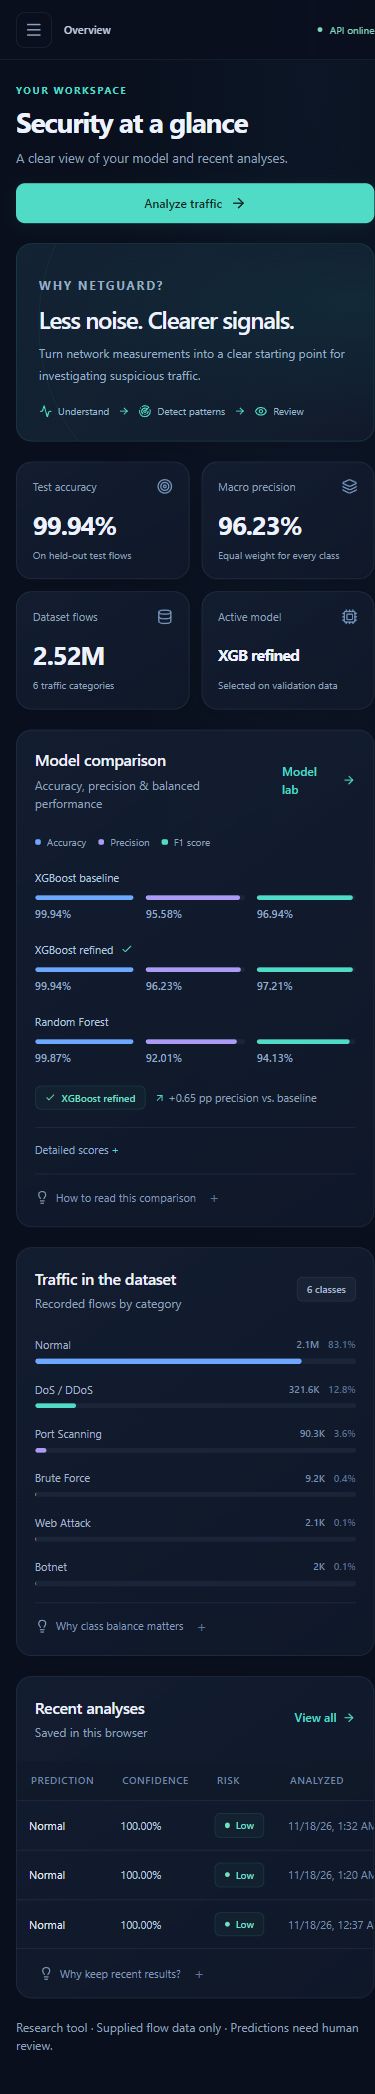 Overview
API online
YOUR WORKSPACE
Security at a glance
A clear view of your model and recent analyses.
Analyze traffic →
WHY NETGUARD?
Less noise. Clearer signals.
Turn network measurements into a clear starting point for
investigating suspicious traffic.
Understand → Detect patterns → Review
Test accuracy
99.94%
On held-out test flows
Macro precision
96.23%
Equal weight for every class
Dataset flows
2.52M
6 traffic categories
Active model
XGB refined
Selected on validation data
Model comparison
Accuracy, precision & balanced
performance
Model
lab →
Accuracy Precision F1 score
XGBoost baseline
99.94% 95.58% 96.94%
XGBoost refined ✓
99.94% 96.23% 97.21%
Random Forest
99.87% 92.01% 94.13%
✓ XGBoost refined ↗ +0.65 pp precision vs. baseline
Detailed scores +
How to read this comparison +
Traffic in the dataset
Recorded flows by category
6 classes
Normal 2.1M 83.1%
DoS / DDoS 321.6K 12.8%
Port Scanning 90.3K 3.6%
Brute Force 9.2K 0.4%
Web Attack 2.1K 0.1%
Botnet 2K 0.1%
Why class balance matters +
Recent analyses
Saved in this browser
View all →
PREDICTION CONFIDENCE RISK ANALYZED
Normal 100.00% Low 11/18/26, 1:32 AM
Normal 100.00% Low 11/18/26, 1:20 AM
Normal 100.00% Low 11/18/26, 12:37 A
Why keep recent results? +
Research tool · Supplied flow data only · Predictions need human
review.